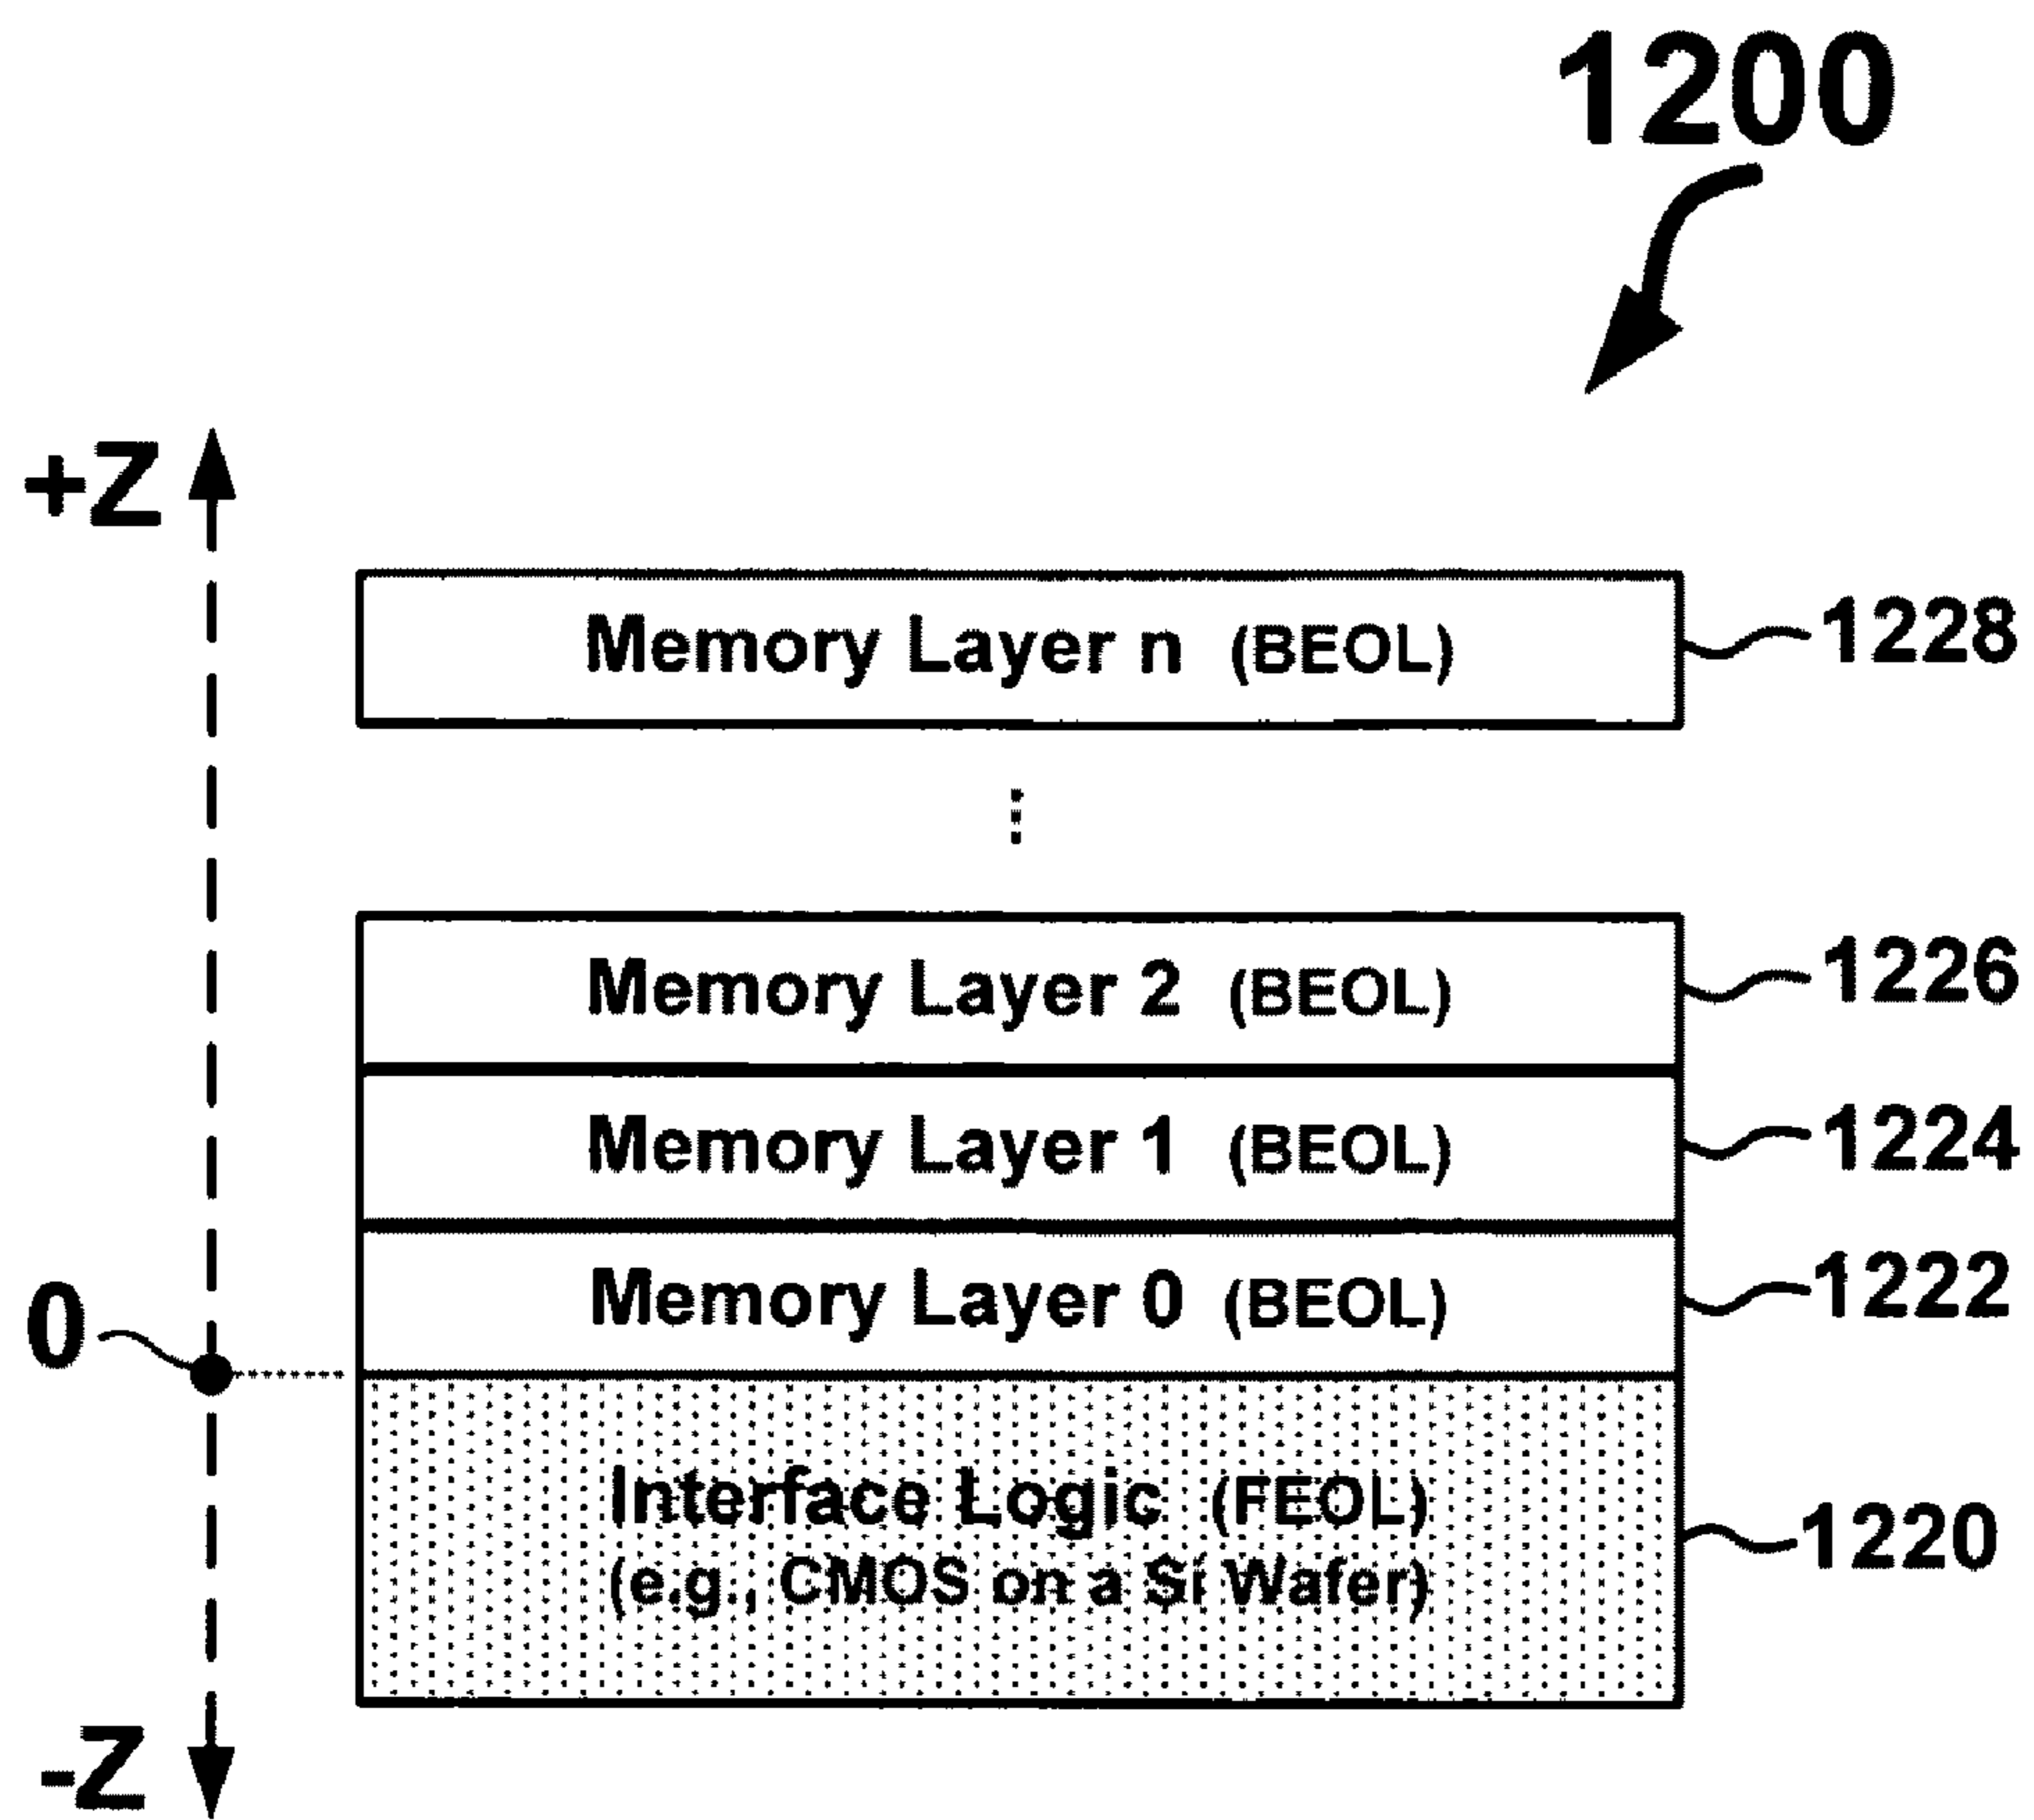 1200
+Z
Memory Layer n (BEOL) 1228
Memory Layer 2 (BEOL) 1226
Memory Layer 1 (BEOL) 1224
Memory Layer 0 (BEOL) 1222
0
Interface Logic (FEOL)
(e.g., CMOS on a Si Wafer) 1220
-Z